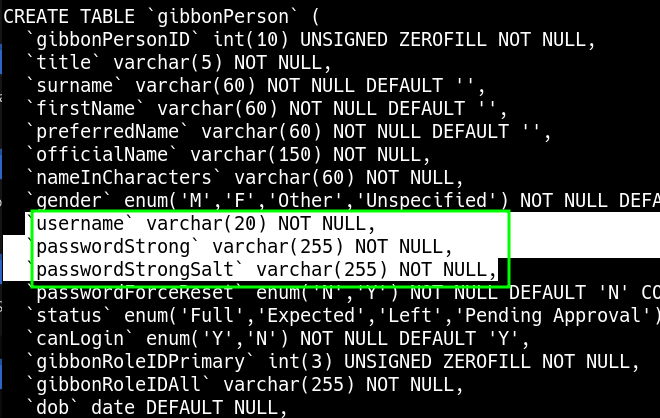 CREATE TABLE `gibbonPerson` (
`gibbonPersonID` int(10) UNSIGNED ZEROFILL NOT NULL,
`title` varchar(5) NOT NULL,
`surname` varchar(60) NOT NULL DEFAULT '',
`firstName` varchar(60) NOT NULL DEFAULT '',
`preferredName` varchar(60) NOT NULL DEFAULT '',
`officialName` varchar(150) NOT NULL,
`nameInCharacters` varchar(60) NOT NULL,
`gender` enum('M','F','Other','Unspecified') NOT NULL DEFA
`username` varchar(20) NOT NULL,
`passwordStrong` varchar(255) NOT NULL,
`passwordStrongSalt` varchar(255) NOT NULL,
`passwordForceReset` enum('N','Y') NOT NULL DEFAULT 'N' CO
`status` enum('Full','Expected','Left','Pending Approval')
`canLogin` enum('Y','N') NOT NULL DEFAULT 'Y',
`gibbonRoleIDPrimary` int(3) UNSIGNED ZEROFILL NOT NULL,
`gibbonRoleIDAll` varchar(255) NOT NULL,
`dob` date DEFAULT NULL,